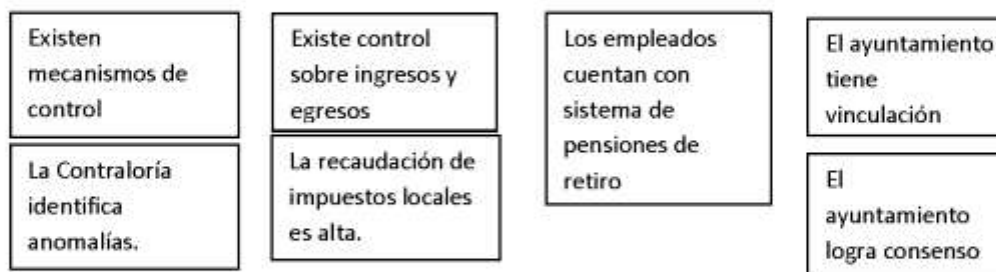 Existen
mecanismos de
control
La Contraloría
identifica
anomalías.
Existe control
sobre ingresos y
egresos
La recaudación de
impuestos locales
es alta.
Los empleados
cuentan con
sistema de
pensiones de
retiro
El ayuntamiento
tiene
vinculación
El
ayuntamiento
logra consenso